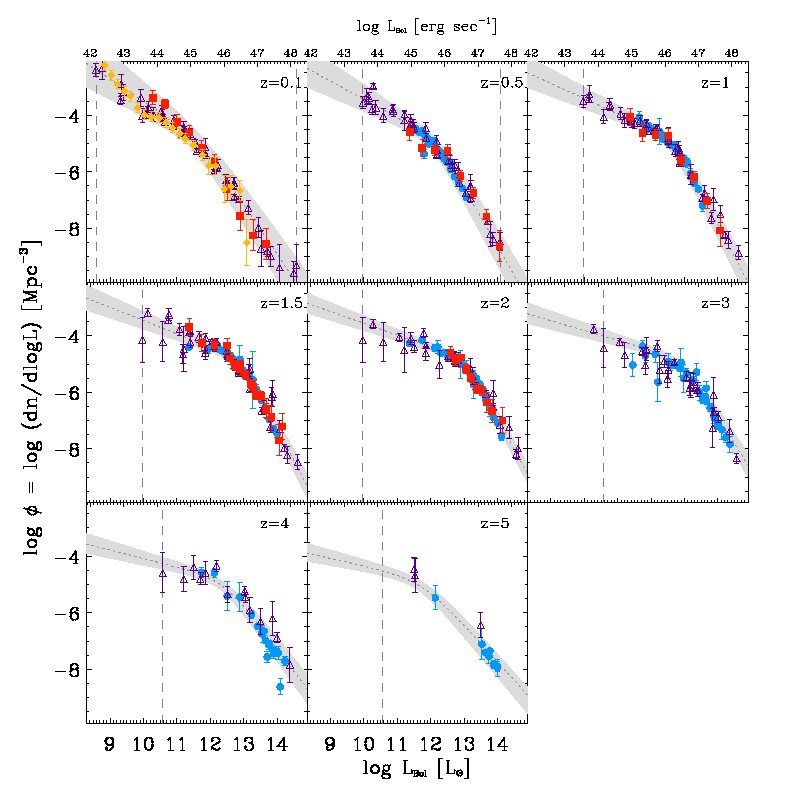 log L_Bol [erg sec⁻¹]
42 43 44 45 46 47 48 43 44 45 46 47 48 43 44 45 46 47 48
z=0.1 z=0.5 z=1
−4
−6
−8
z=1.5 z=2 z=3
−4
−6
−8
z=4 z=5
−4
−6
−8
log ϕ = log (dn/dlogL) [Mpc⁻³]
9 10 11 12 13 14 9 10 11 12 13 14
log L_Bol [L_⊙]